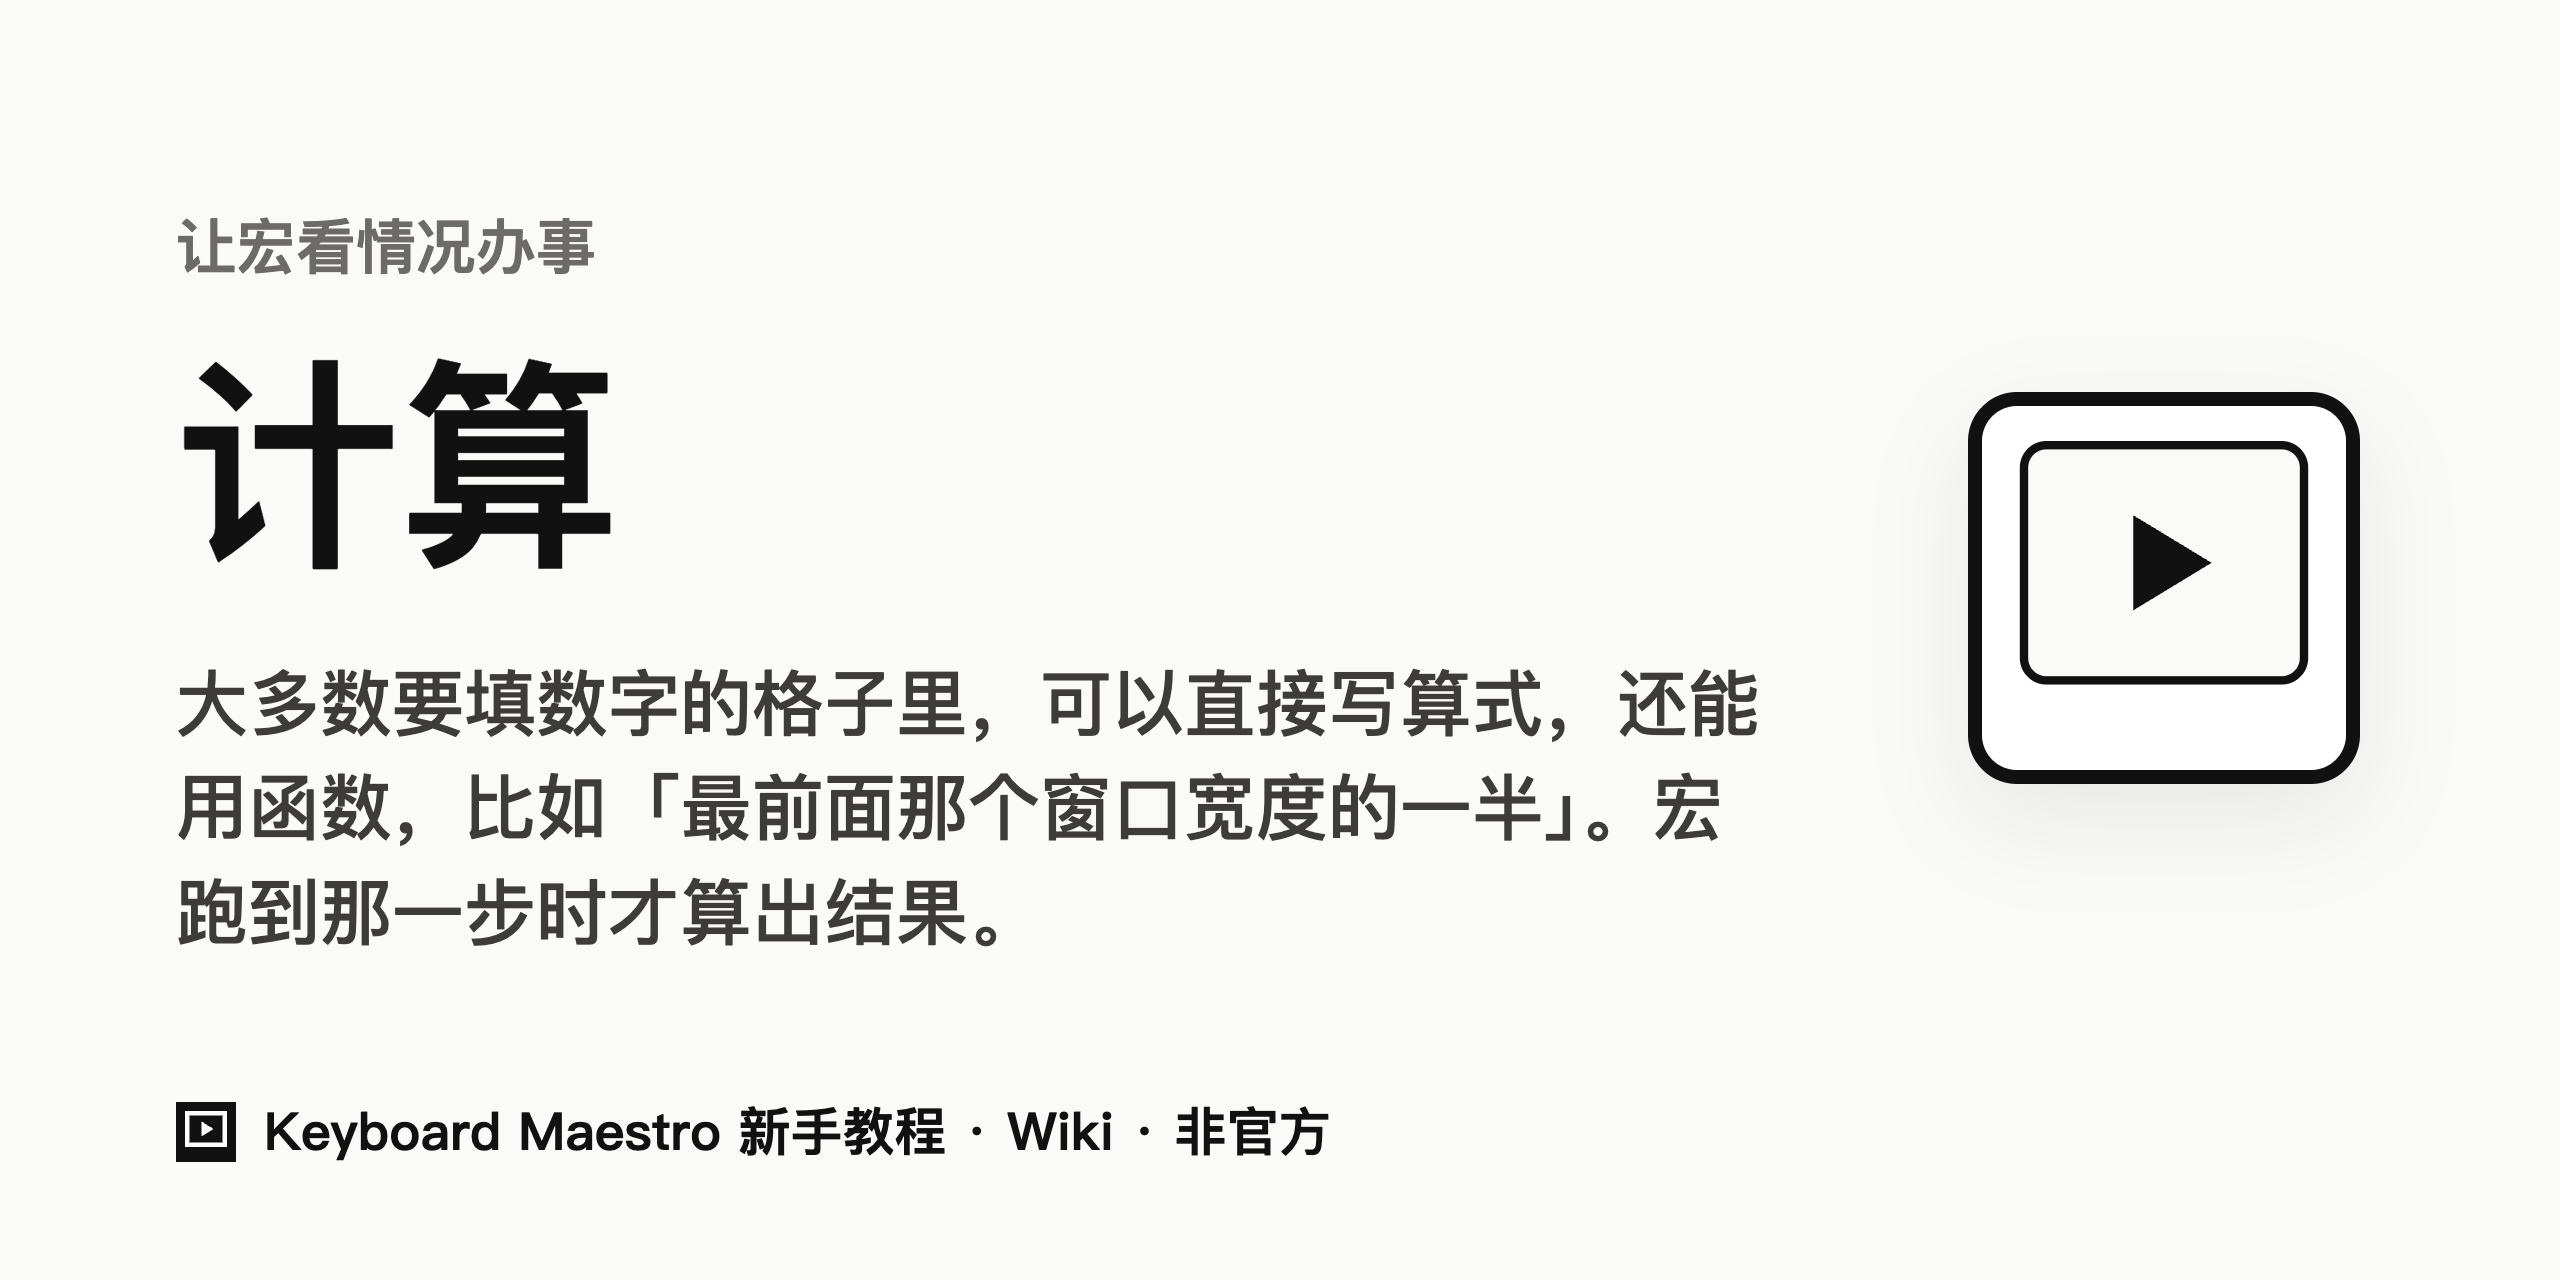 让宏看情况办事
计算
大多数要填数字的格子里，可以直接写算式，还能
用函数，比如「最前面那个窗口宽度的一半」。宏
跑到那一步时才算出结果。
Keyboard Maestro 新手教程 · Wiki · 非官方